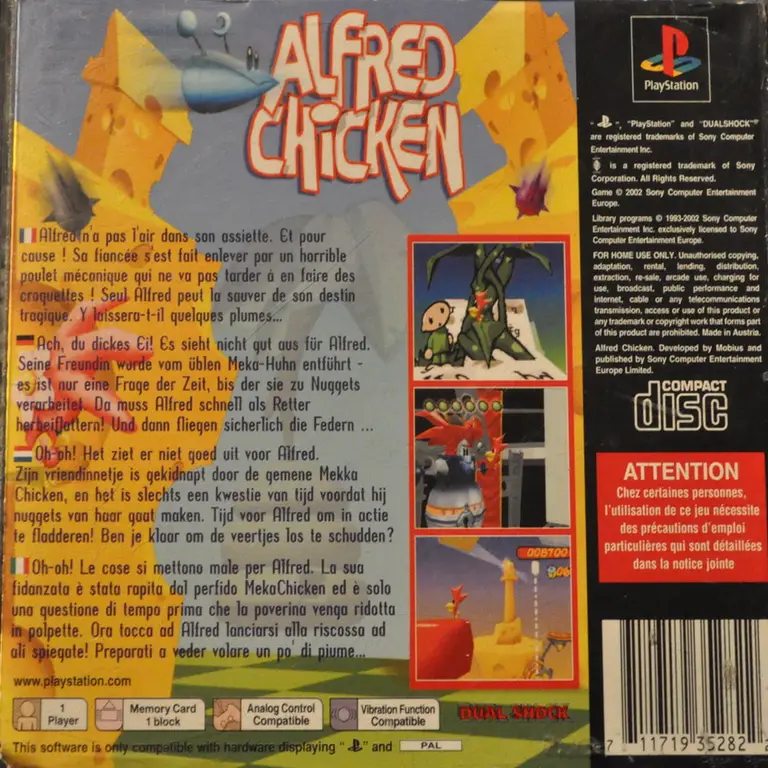 ALFRED
CHICKEN
Alfred n'a pas l'air dans son assiette. Et pour
cause ! Sa fiancée s'est fait enlever par un horrible
poulet mécanique qui ne va pas tarder à en faire des
croquettes ! Seul Alfred peut la sauver de son destin
tragique. Y laissera-t-il quelques plumes...
Ach, du dickes Ei! Es sieht nicht gut aus für Alfred.
Seine Freundin wurde vom üblen Meka-Huhn entführt -
es ist nur eine Frage der Zeit, bis der sie zu Nuggets
verarbeitet. Da muss Alfred schnell als Retter
herbeiflattern! Und dann fliegen sicherlich die Federn ...
Oh-oh! Het ziet er niet goed uit voor Alfred.
Zijn vriendinnetje is gekidnapt door de gemene Mekka
Chicken, en het is slechts een kwestie van tijd voordat hij
nuggets van haar gaat maken. Tijd voor Alfred om in actie
te fladderen! Ben je klaar om de veertjes los te schudden?
Oh-oh! Le cose si mettono male per Alfred. La sua
fidanzata è stata rapita dal perfido MekaChicken ed è solo
una questione di tempo prima che la poverina venga ridotta
in polpette. Ora tocca ad Alfred lanciarsi alla riscossa ad
ali spiegate! Preparati a veder volare un po' di piume...
www.playstation.com
1
Player
Memory Card
1 block
Analog Control
Compatible
Vibration Function
Compatible
DUAL SHOCK
This software is only compatible with hardware displaying " " and PAL
006100
PlayStation
" ", "PlayStation" and "DUALSHOCK"
are registered trademarks of Sony Computer
Entertainment Inc.
is a registered trademark of Sony
Corporation. All Rights Reserved.
Game © 2002 Sony Computer Entertainment
Europe.
Library programs © 1993-2002 Sony Computer
Entertainment Inc. exclusively licensed to Sony
Computer Entertainment Europe.
FOR HOME USE ONLY. Unauthorised copying,
adaptation, rental, lending, distribution,
extraction, re-sale, arcade use, charging for
use, broadcast, public performance and
internet, cable or any telecommunications
transmission, access or use of this product or
any trademark or copyright work that forms part
of this product are prohibited. Made in Austria.
Alfred Chicken. Developed by Mobius and
published by Sony Computer Entertainment
Europe Limited.
COMPACT
disc
ATTENTION
Chez certaines personnes,
l'utilisation de ce jeu nécessite
des précautions d'emploi
particulières qui sont détaillées
dans la notice jointe
7 11719 35282 2